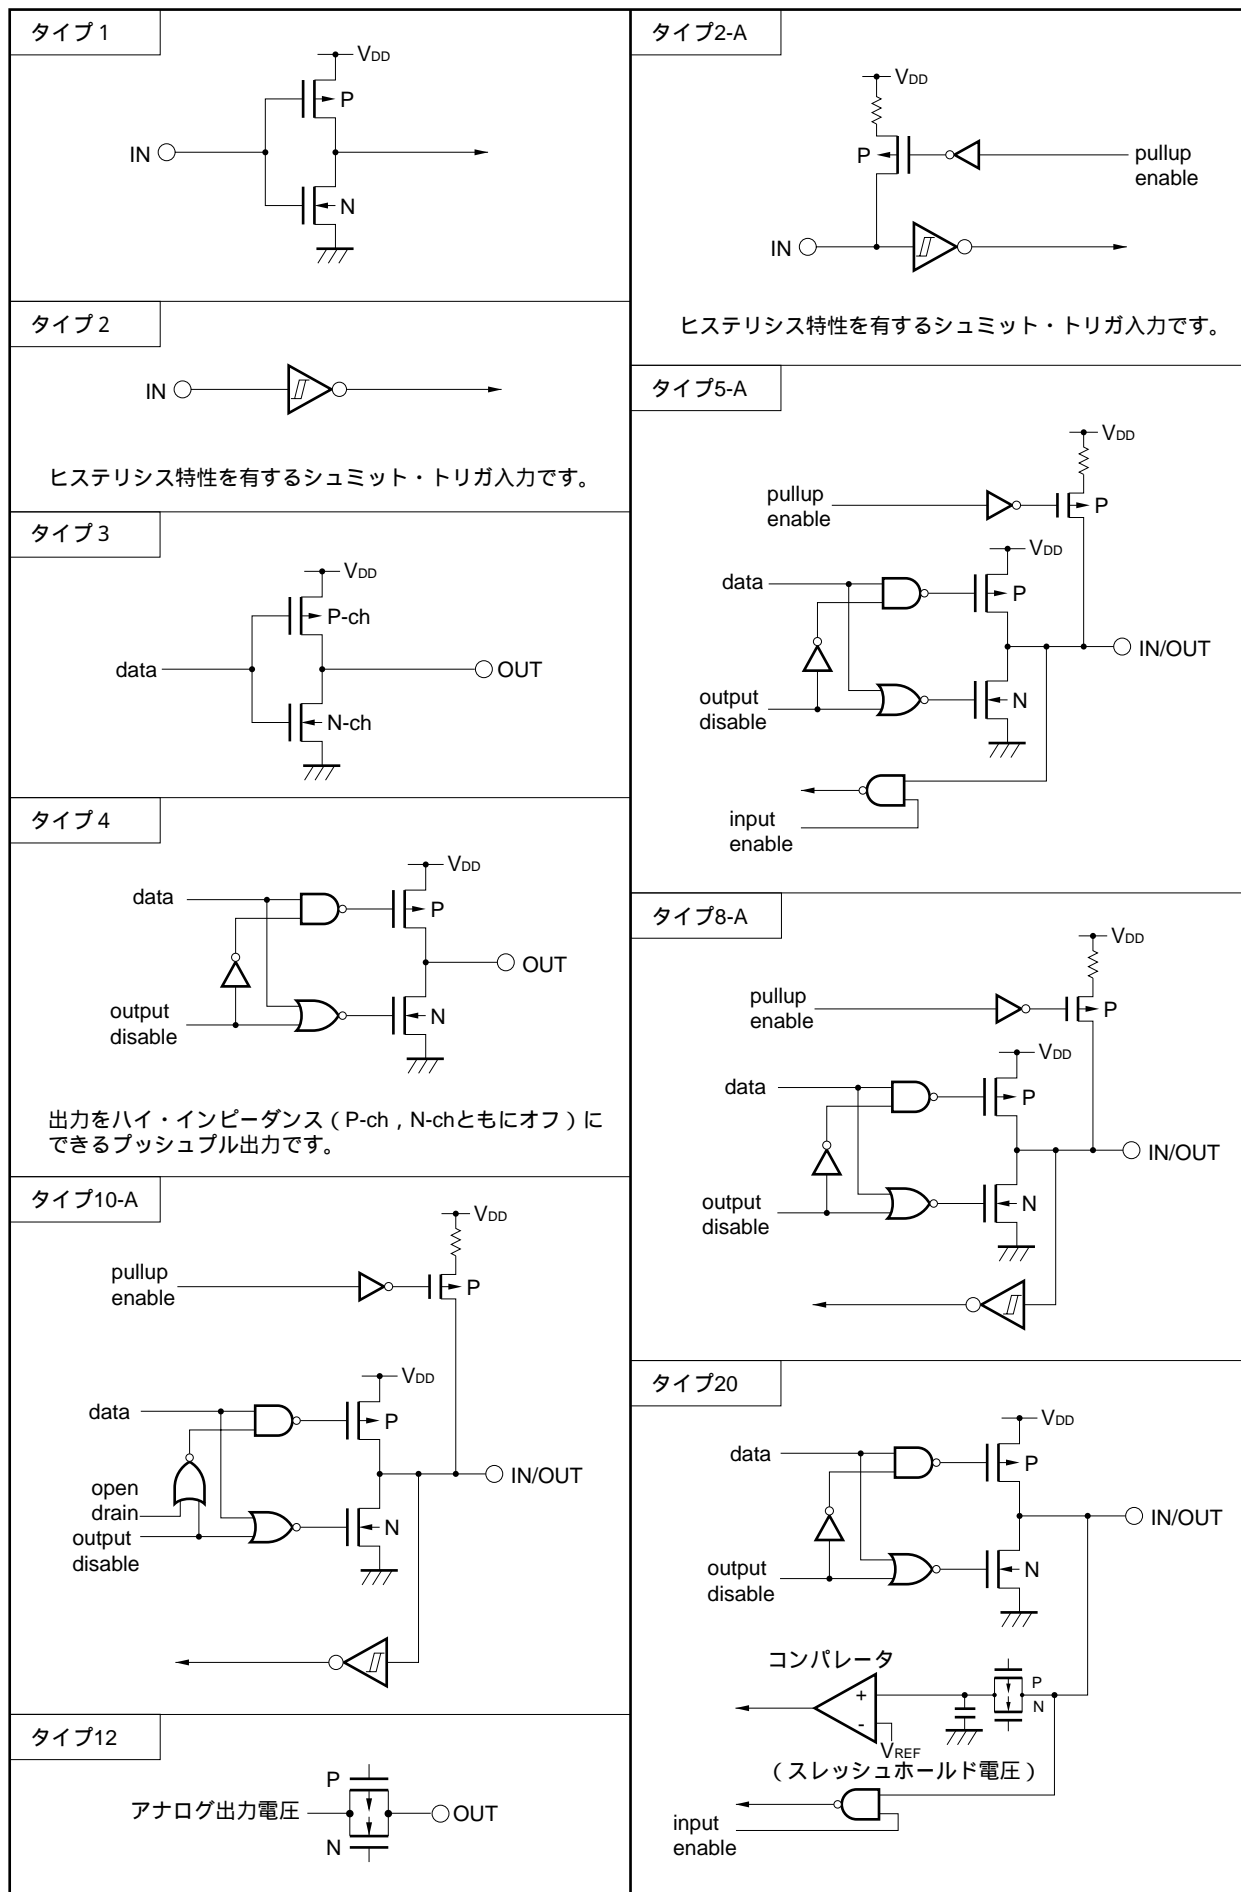 タイプ1
VDD
P
IN
N
タイプ2
IN
ヒステリシス特性を有するシュミット・トリガ入力です。
タイプ3
VDD
P-ch
data
OUT
N-ch
タイプ4
VDD
data
P
OUT
output
disable
N
出力をハイ・インピーダンス（P-ch，N-chともにオフ）に
できるプッシュプル出力です。
タイプ10-A
VDD
pullup
enable
P
VDD
data
P
IN/OUT
open
drain
output
disable
N
タイプ12
P
アナログ出力電圧
OUT
N
タイプ2-A
VDD
P
pullup
enable
IN
ヒステリシス特性を有するシュミット・トリガ入力です。
タイプ5-A
VDD
pullup
enable
P
VDD
data
P
IN/OUT
output
disable
N
input
enable
タイプ8-A
VDD
pullup
enable
P
VDD
data
P
IN/OUT
output
disable
N
タイプ20
VDD
data
P
IN/OUT
output
disable
N
コンパレータ
P
N
+
-
VREF
（スレッシュホールド電圧）
input
enable